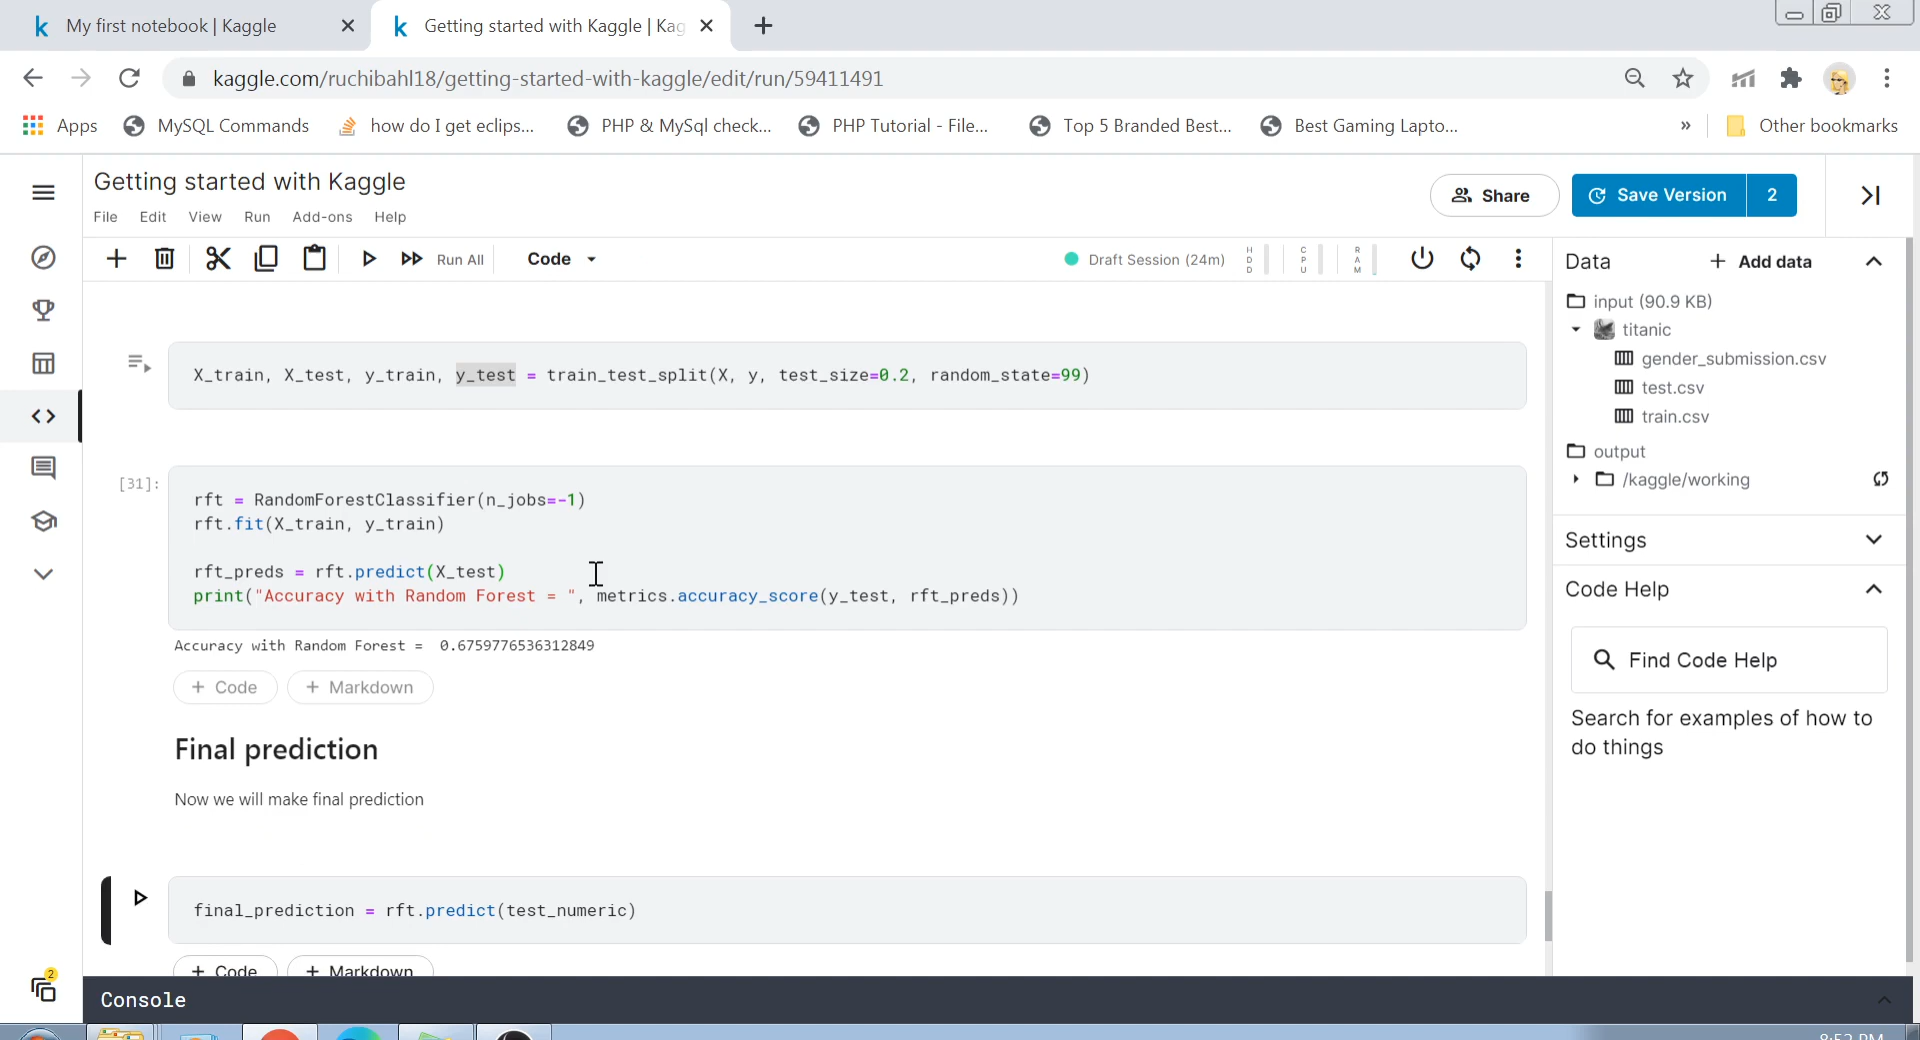 My first notebook | Kaggle
Getting started with Kaggle | Kag
kaggle.com/ruchibahl18/getting-started-with-kaggle/edit/run/59411491
Apps MySQL Commands how do I get eclips... PHP & MySql check... PHP Tutorial - File... Top 5 Branded Best... Best Gaming Lapto... » Other bookmarks
Getting started with Kaggle
File Edit View Run Add-ons Help
Share
Save Version 2
Run All Code Draft Session (24m) HDD CPU RAM
X_train, X_test, y_train, y_test = train_test_split(X, y, test_size=0.2, random_state=99)
[31]:
rft = RandomForestClassifier(n_jobs=-1)
rft.fit(X_train, y_train)
rft_preds = rft.predict(X_test)
print("Accuracy with Random Forest = ", metrics.accuracy_score(y_test, rft_preds))
Accuracy with Random Forest =  0.6759776536312849
+ Code + Markdown
Final prediction
Now we will make final prediction
final_prediction = rft.predict(test_numeric)
+ Code + Markdown
Console
Data + Add data
input (90.9 KB)
titanic
gender_submission.csv
test.csv
train.csv
output
/kaggle/working
Settings
Code Help
Find Code Help
Search for examples of how to
do things
2
8:52 PM